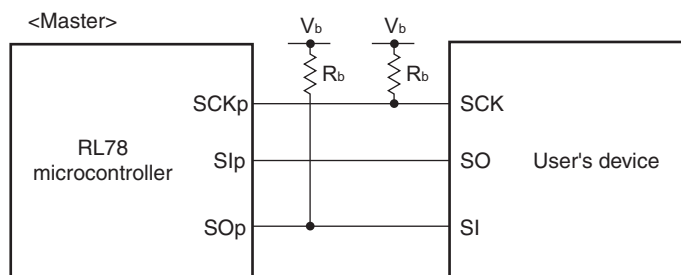 <Master>
Vb Vb
Rb Rb
SCKp SCK
RL78
microcontroller
SIp SO
User's device
SOp SI